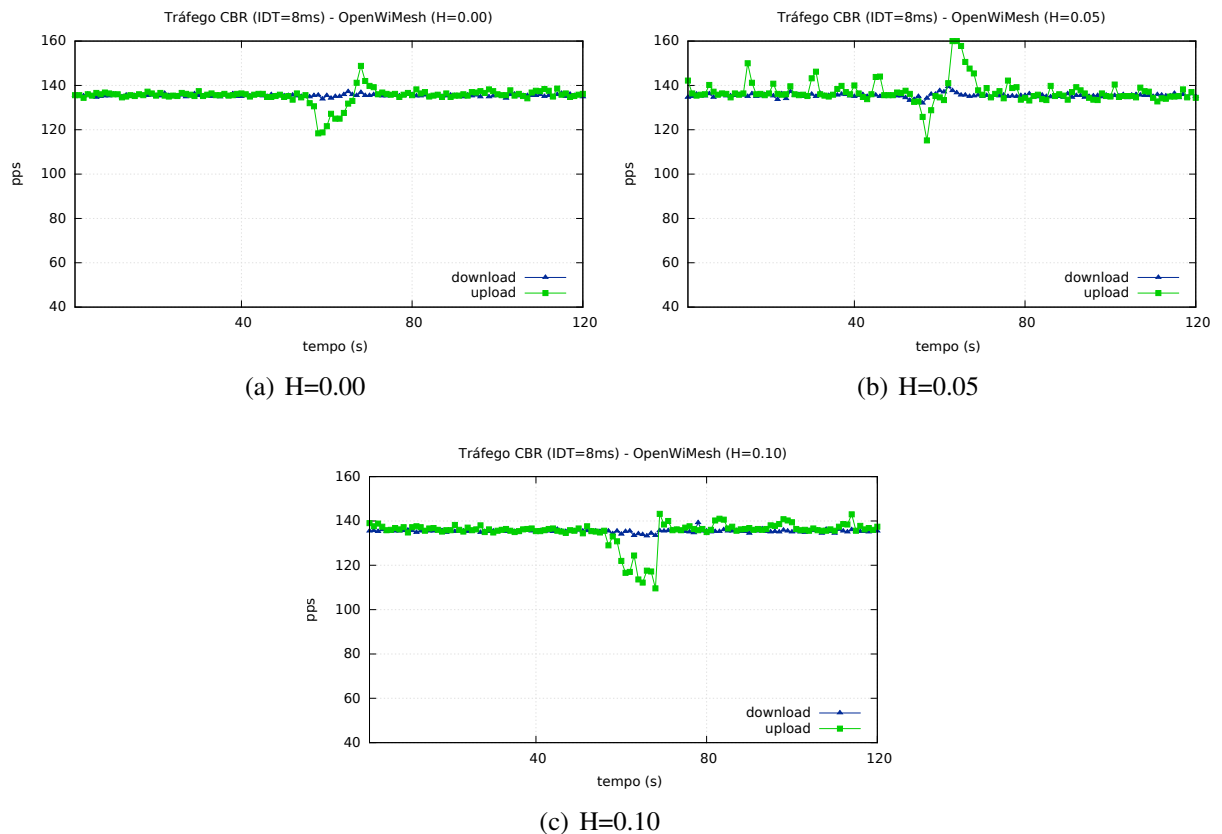 Tráfego CBR (IDT=8ms) - OpenWiMesh (H=0.00)
160
140
120
100
80
60
40
pps
download
upload
40
80
120
tempo (s)
(a) H=0.00
Tráfego CBR (IDT=8ms) - OpenWiMesh (H=0.05)
160
140
120
100
80
60
40
pps
download
upload
40
80
120
tempo (s)
(b) H=0.05
Tráfego CBR (IDT=8ms) - OpenWiMesh (H=0.10)
160
140
120
100
80
60
40
pps
download
upload
40
80
120
tempo (s)
(c) H=0.10